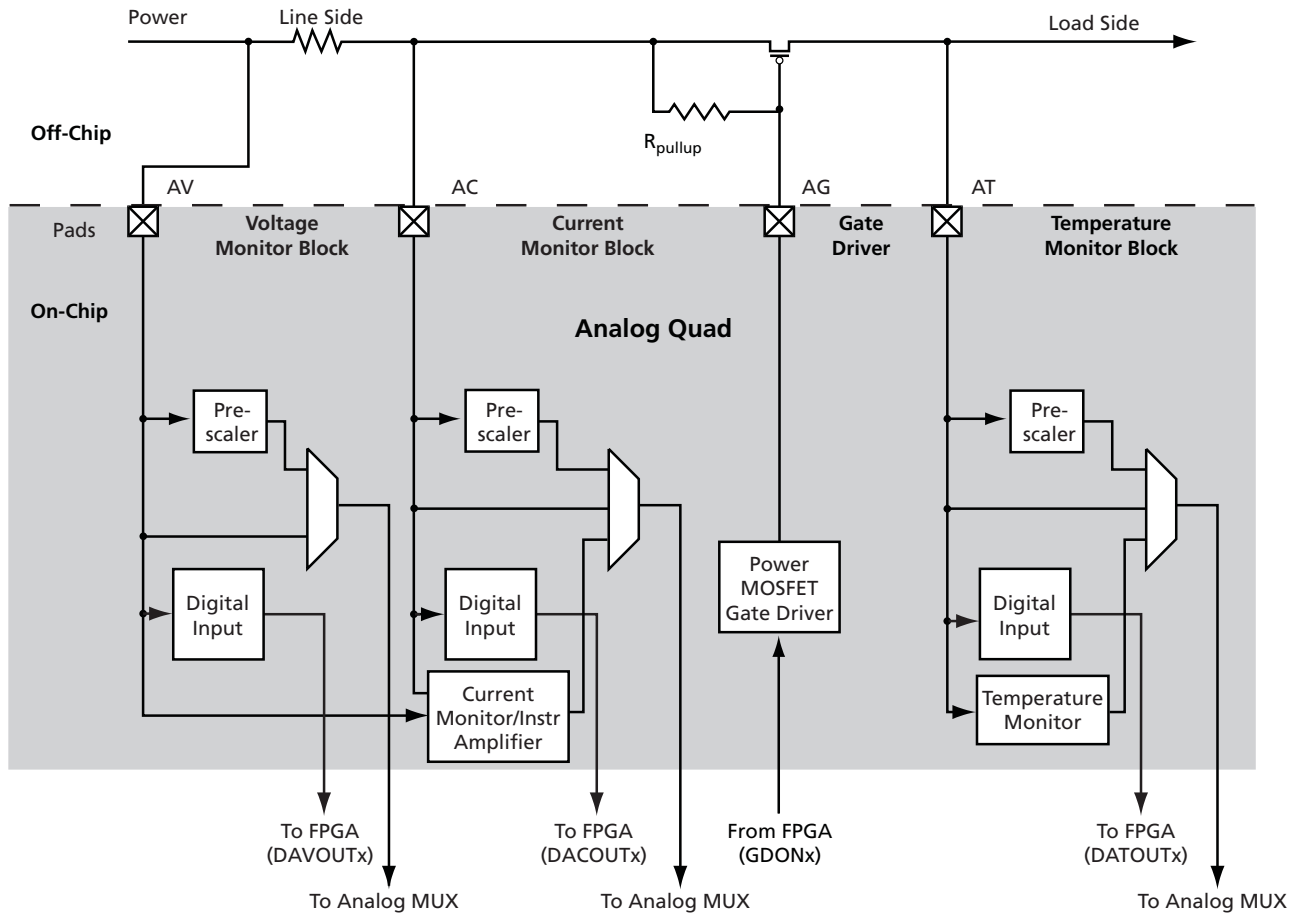 Power
Line Side
Load Side
Off-Chip
Rpullup
AV
AC
AG
AT
Pads
Voltage
Monitor Block
Current
Monitor Block
Gate
Driver
Temperature
Monitor Block
On-Chip
Analog Quad
Pre-
scaler
Pre-
scaler
Pre-
scaler
Digital
Input
Digital
Input
Power
MOSFET
Gate Driver
Digital
Input
Current
Monitor/Instr
Amplifier
Temperature
Monitor
To FPGA
(DAVOUTx)
To FPGA
(DACOUTx)
From FPGA
(GDONx)
To FPGA
(DATOUTx)
To Analog MUX
To Analog MUX
To Analog MUX